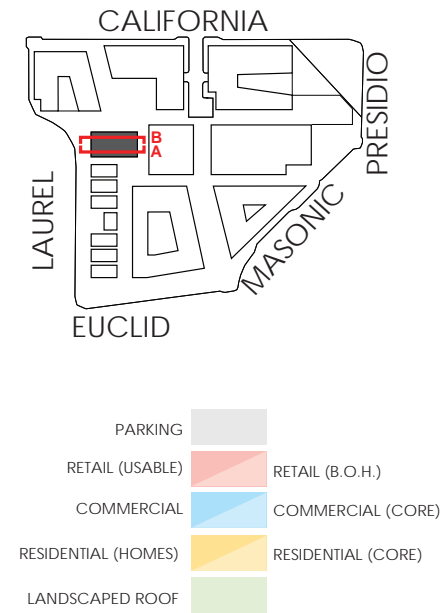 CALIFORNIA
PRESIDIO
B
A
LAUREL
MASONIC
EUCLID
PARKING
RETAIL (USABLE) RETAIL (B.O.H.)
COMMERCIAL COMMERCIAL (CORE)
RESIDENTIAL (HOMES) RESIDENTIAL (CORE)
LANDSCAPED ROOF